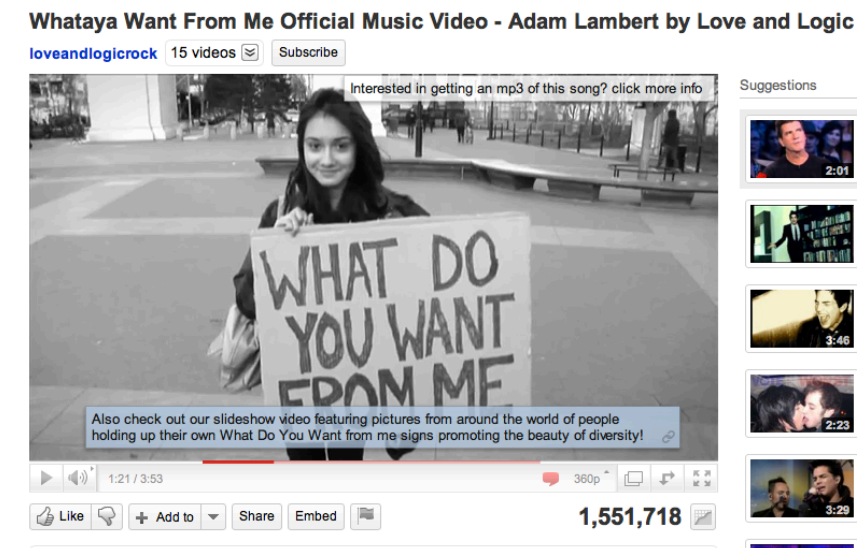 Whataya Want From Me Official Music Video - Adam Lambert by Love and Logic
loveandlogicrock 15 videos Subscribe
Interested in getting an mp3 of this song? click more info
Suggestions
2:01
WHAT DO
YOU WANT
FROM ME
3:46
Also check out our slideshow video featuring pictures from around the world of people
holding up their own What Do You Want from me signs promoting the beauty of diversity!
2:23
1:21 / 3:53 360p
Like Add to Share Embed 1,551,718
3:29